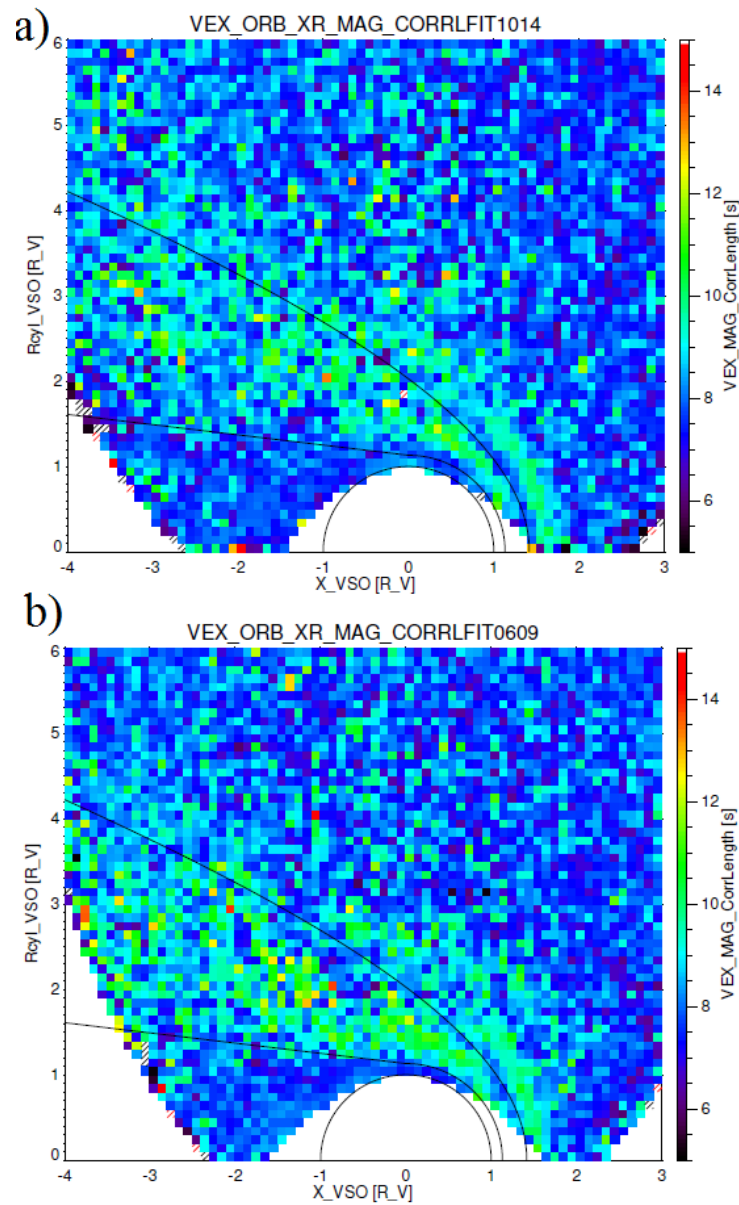 a)
VEX_ORB_XR_MAG_CORRLFIT1014
6
5
4
3
2
1
0
Rcyl_VSO [R_V]
-4 -3 -2 -1 0 1 2 3
X_VSO [R_V]
14
12
10
8
6
VEX_MAG_CorrLength [s]
b)
VEX_ORB_XR_MAG_CORRLFIT0609
6
5
4
3
2
1
0
Rcyl_VSO [R_V]
-4 -3 -2 -1 0 1 2 3
X_VSO [R_V]
14
12
10
8
6
VEX_MAG_CorLength [s]